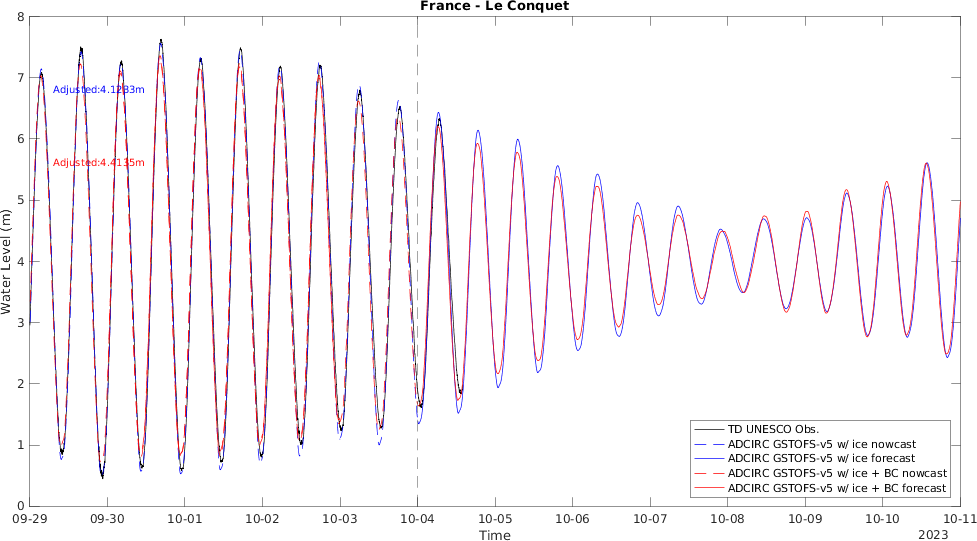 France - Le Conquet
Water Level (m)
8
7
6
5
4
3
2
1
0
Adjusted:4.1283m
Adjusted:4.4135m
TD UNESCO Obs.
ADCIRC GSTOFS-v5 w/ ice nowcast
ADCIRC GSTOFS-v5 w/ ice forecast
ADCIRC GSTOFS-v5 w/ ice + BC nowcast
ADCIRC GSTOFS-v5 w/ ice + BC forecast
09-29 09-30 10-01 10-02 10-03 10-04 10-05 10-06 10-07 10-08 10-09 10-10 10-11
Time
2023